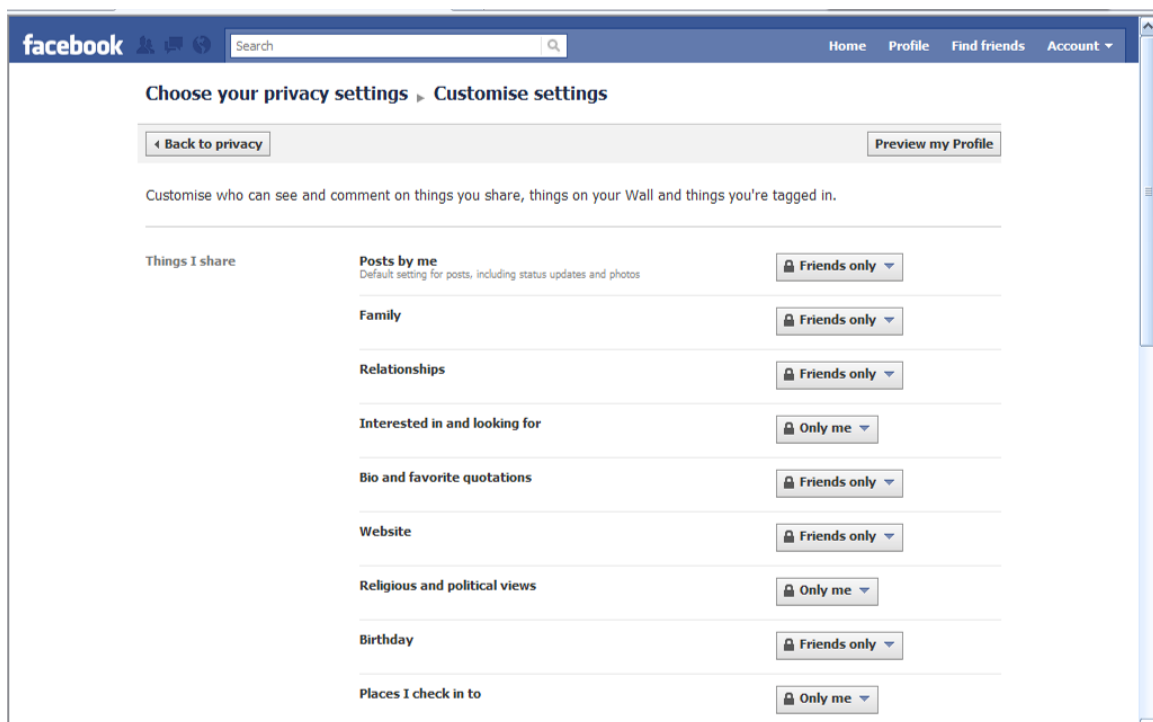 facebook Search Home Profile Find friends Account
Choose your privacy settings ▸ Customise settings
Back to privacy Preview my Profile
Customise who can see and comment on things you share, things on your Wall and things you're tagged in.
Things I share Posts by me Friends only
Default setting for posts, including status updates and photos
Family Friends only
Relationships Friends only
Interested in and looking for Only me
Bio and favorite quotations Friends only
Website Friends only
Religious and political views Only me
Birthday Friends only
Places I check in to Only me